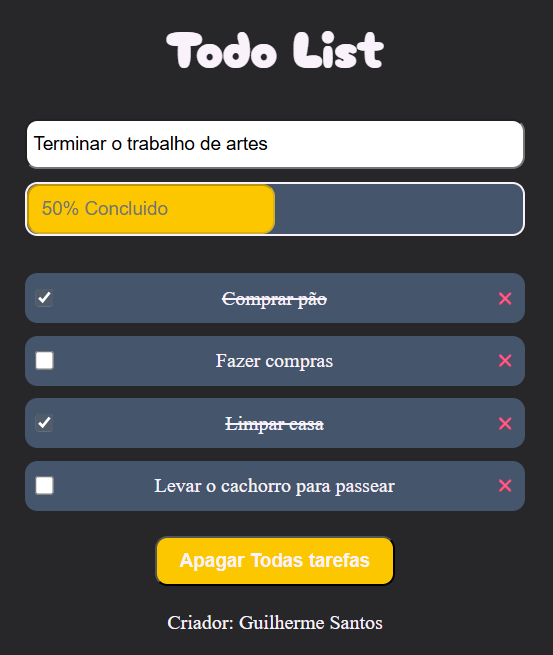 Todo List
Terminar o trabalho de artes
50% Concluido
Comprar pão
Fazer compras
Limpar casa
Levar o cachorro para passear
Apagar Todas tarefas
Criador: Guilherme Santos